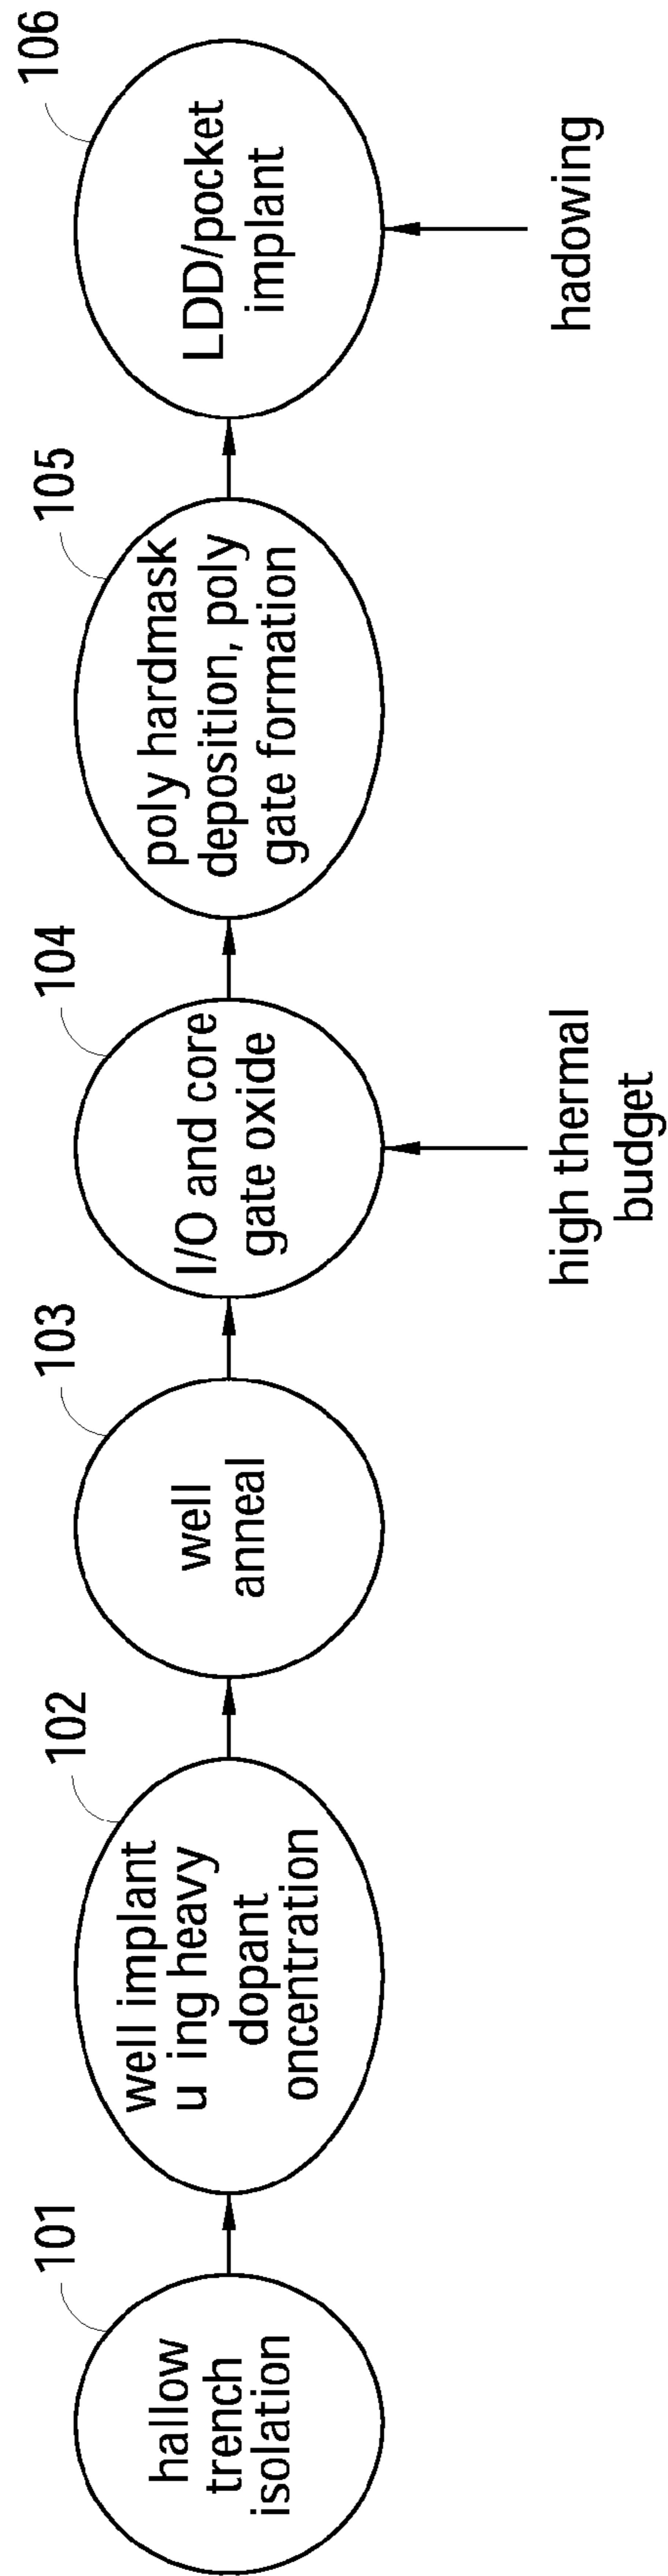 101
hallow
trench
isolation
102
well implant
u ing heavy
dopant
oncentration
103
well
anneal
104
I/O and core
gate oxide
high thermal
budget
105
poly hardmask
deposition, poly
gate formation
106
LDD/pocket
implant
hadowing